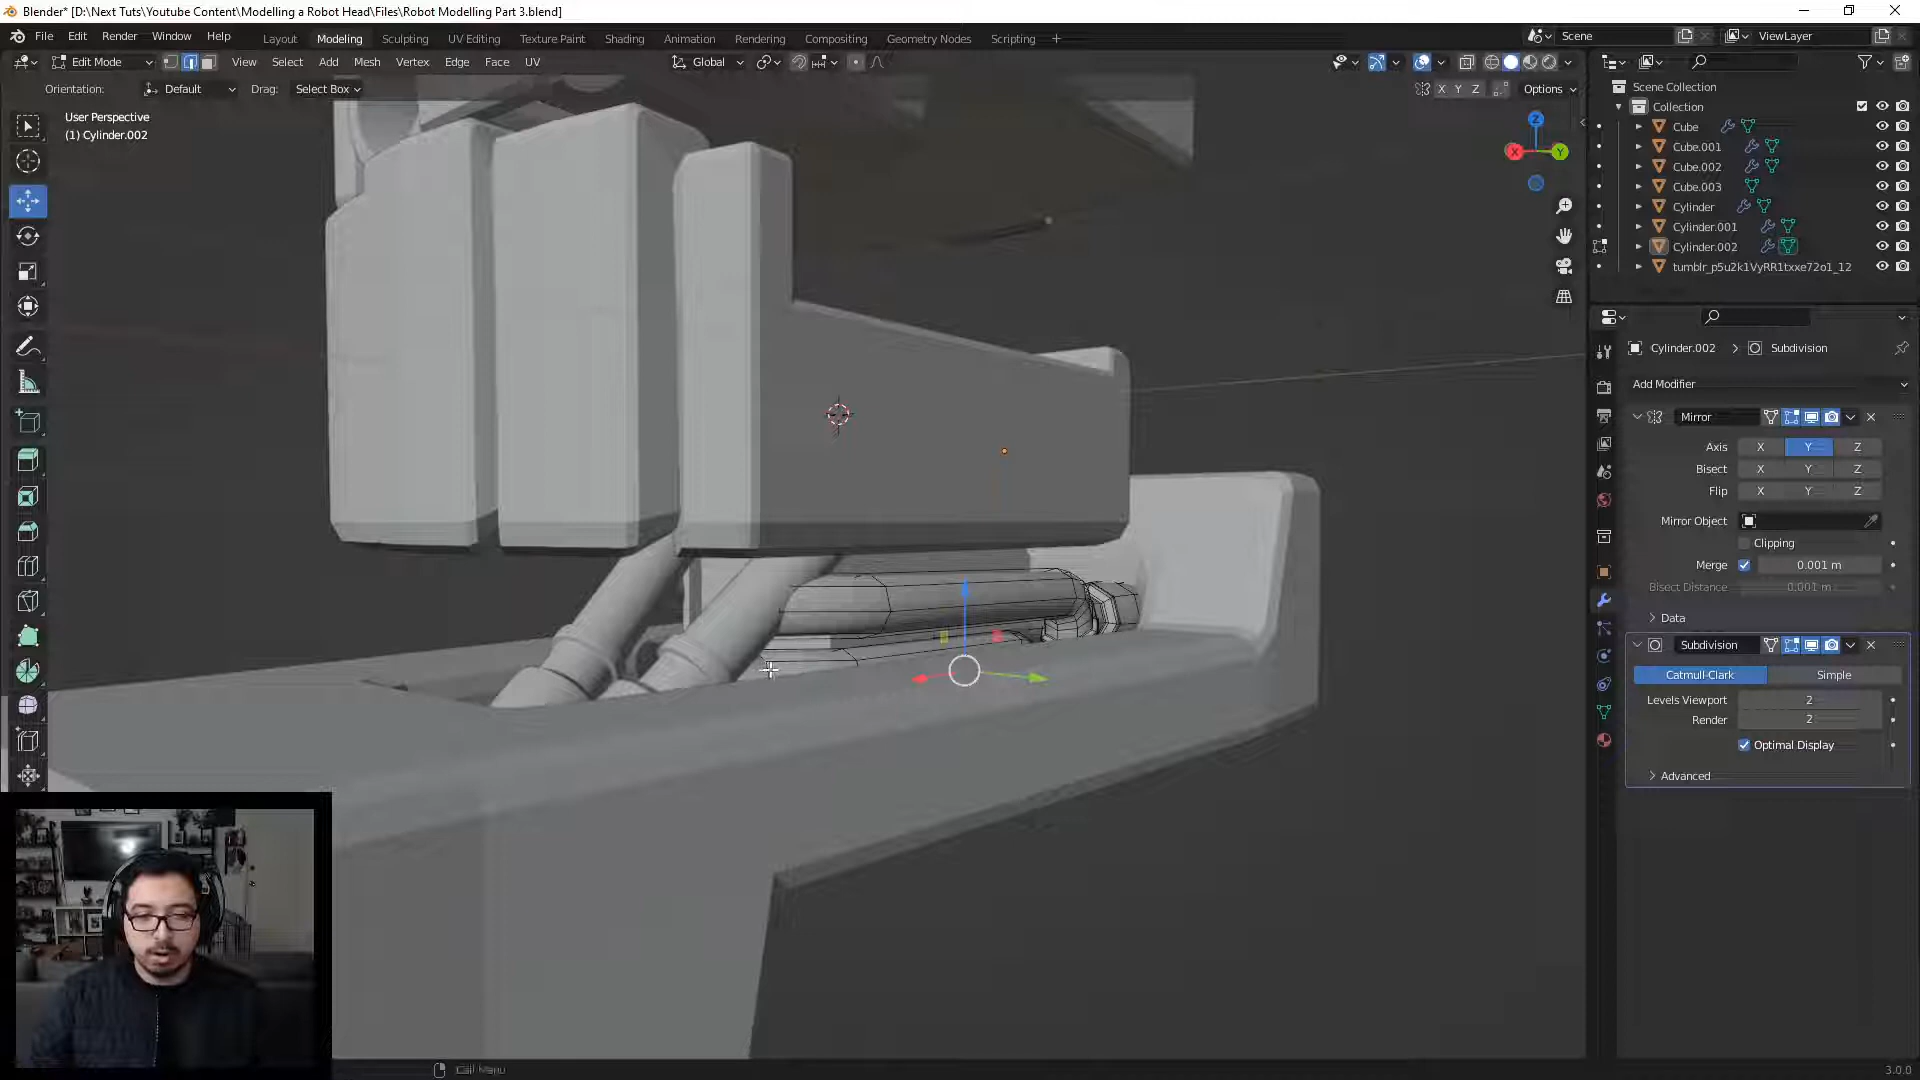 Blender* [D:\Next Tuts\Youtube Content\Modelling a Robot Head\Files\Robot Modelling Part 3.blend]
File Edit Render Window Help
Layout Modeling Sculpting UV Editing Texture Paint Shading Animation Rendering Compositing Geometry Nodes Scripting +
Scene ViewLayer
Edit Mode View Select Add Mesh Vertex Edge Face UV
Global
Orientation: Default Drag: Select Box
X Y Z Options
User Perspective
(1) Cylinder.002
Z
X Y
Scene Collection
Collection
Cube
Cube.001
Cube.002
Cube.003
Cylinder
Cylinder.001
Cylinder.002
tumblr_p5u2k1VyRR1txxe72o1_12
Cylinder.002 > Subdivision
Add Modifier
Mirror
Axis X Y Z
Bisect X Y Z
Flip X Y Z
Mirror Object
Clipping
Merge 0.001 m
Bisect Distance 0.001 m
Data
Subdivision
Catmull-Clark Simple
Levels Viewport 2
Render 2
Optimal Display
Advanced
Call Menu
3.0.0